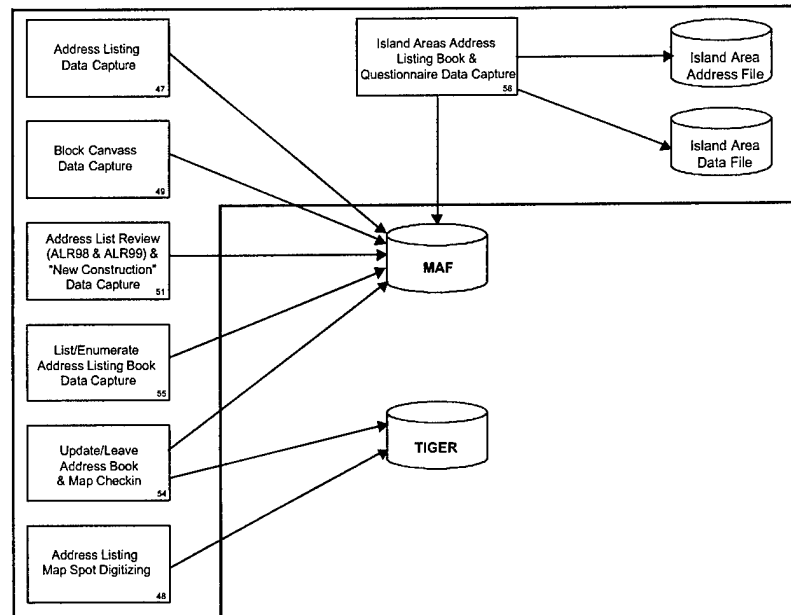 Address Listing
Data Capture
47
Island Areas Address
Listing Book &
Questionnaire Data Capture
58
Island Area
Address File
Island Area
Data File
Block Canvass
Data Capture
49
Address List Review
(ALR98 & ALR99) &
"New Construction"
Data Capture
51
MAF
List/Enumerate
Address Listing Book
Data Capture
55
Update/Leave
Address Book
& Map Checkin
54
TIGER
Address Listing
Map Spot Digitizing
48